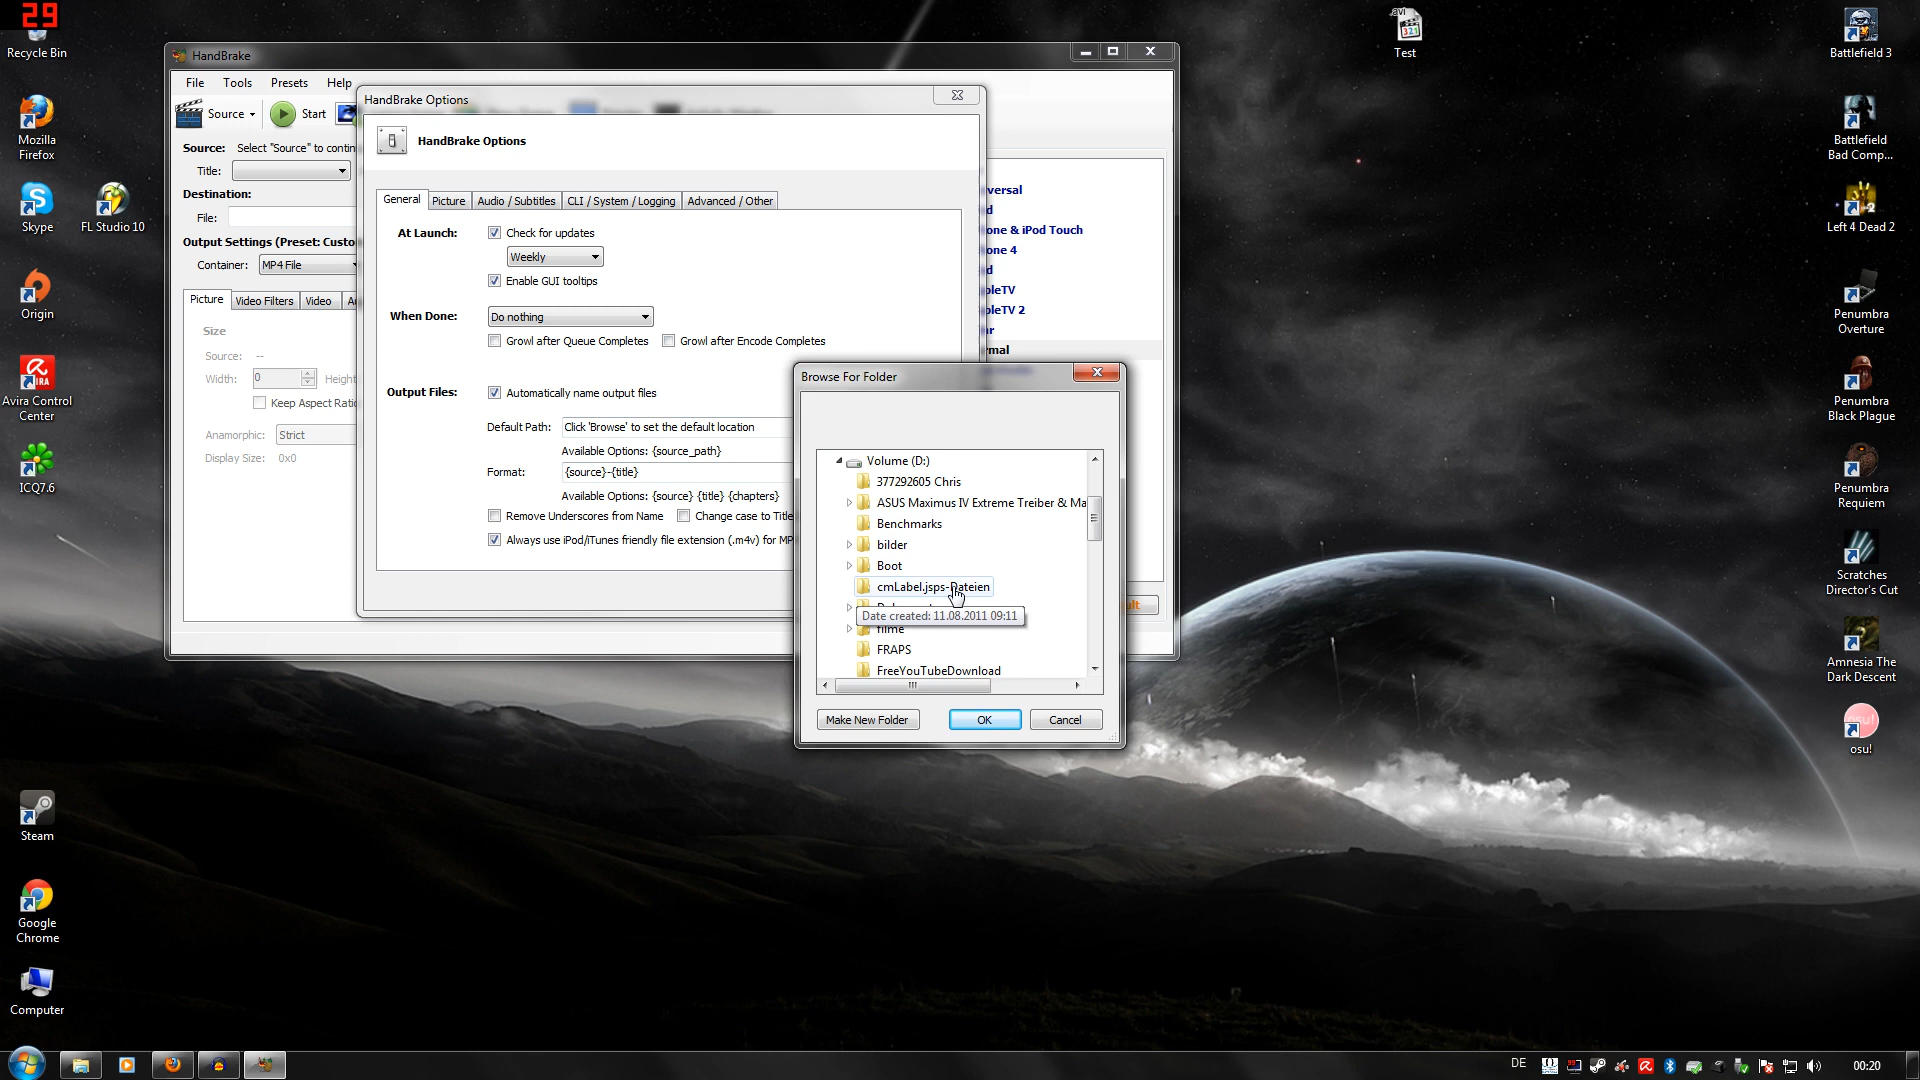 29
Recycle Bin
Mozilla
Firefox
Skype
FL Studio 10
Origin
Avira Control
Center
ICQ7.6
Steam
Google
Chrome
Computer
HandBrake
File Tools Presets Help
Source Start
Source: Select "Source" to contin
Title:
Destination:
File:
Output Settings (Preset: Custo
Container: MP4 File
Picture Video Filters Video
Size
Source: --
Width: 0 Height
Keep Aspect Ratio
Anamorphic: Strict
Display Size: 0x0
HandBrake Options
HandBrake Options
General Picture Audio / Subtitles CLI / System / Logging Advanced / Other
At Launch: Check for updates
Weekly
Enable GUI tooltips
When Done: Do nothing
Growl after Queue Completes Growl after Encode Completes
Output Files: Automatically name output files
Default Path: Click 'Browse' to set the default location
Available Options: {source_path}
Format: {source}-{title}
Available Options: {source} {title} {chapters}
Remove Underscores from Name Change case to Title
Always use iPod/iTunes friendly file extension (.m4v) for MP
versal
d
one & iPod Touch
one 4
d
pleTV
pleTV 2
rmal
ult
Browse For Folder
Volume (D:)
377292605 Chris
ASUS Maximus IV Extreme Treiber & Ma
Benchmarks
bilder
Boot
cmLabel.jsps-Dateien
Date created: 11.08.2011 09:11
filme
FRAPS
FreeYouTubeDownload
Make New Folder OK Cancel
.avi
321
Test
Battlefield 3
Battlefield
Bad Comp...
Left 4 Dead 2
Penumbra
Overture
Penumbra
Black Plague
Penumbra
Requiem
Scratches
Director's Cut
Amnesia The
Dark Descent
osu!
osu!
DE
00:20